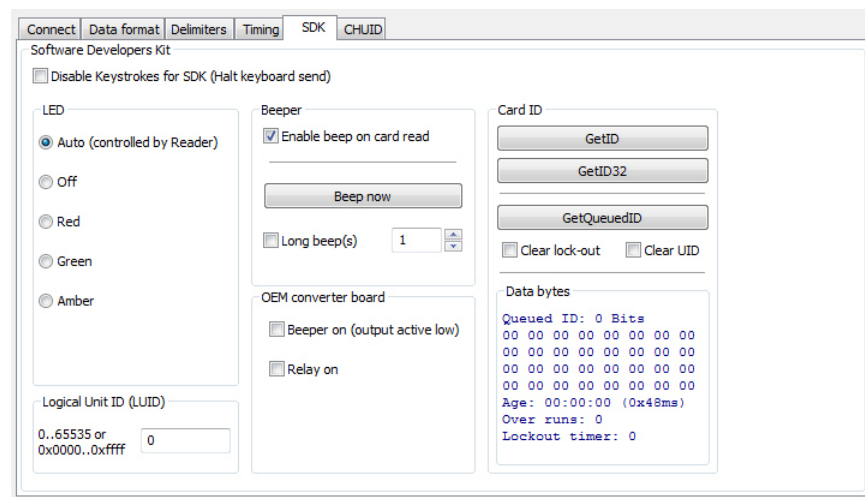 Connect Data format Delimiters Timing SDK CHUID
Software Developers Kit
Disable Keystrokes for SDK (Halt keyboard send)
LED
Auto (controlled by Reader)
Off
Red
Green
Amber
Logical Unit ID (LUID)
0..65535 or
0x0000..0xffff
0
Beeper
Enable beep on card read
Beep now
Long beep(s) 1
OEM converter board
Beeper on (output active low)
Relay on
Card ID
GetID
GetID32
GetQueuedID
Clear lock-out Clear UID
Data bytes
Queued ID: 0 Bits
00 00 00 00 00 00 00 00
00 00 00 00 00 00 00 00
00 00 00 00 00 00 00 00
00 00 00 00 00 00 00 00
Age: 00:00:00 (0x48ms)
Over runs: 0
Lockout timer: 0